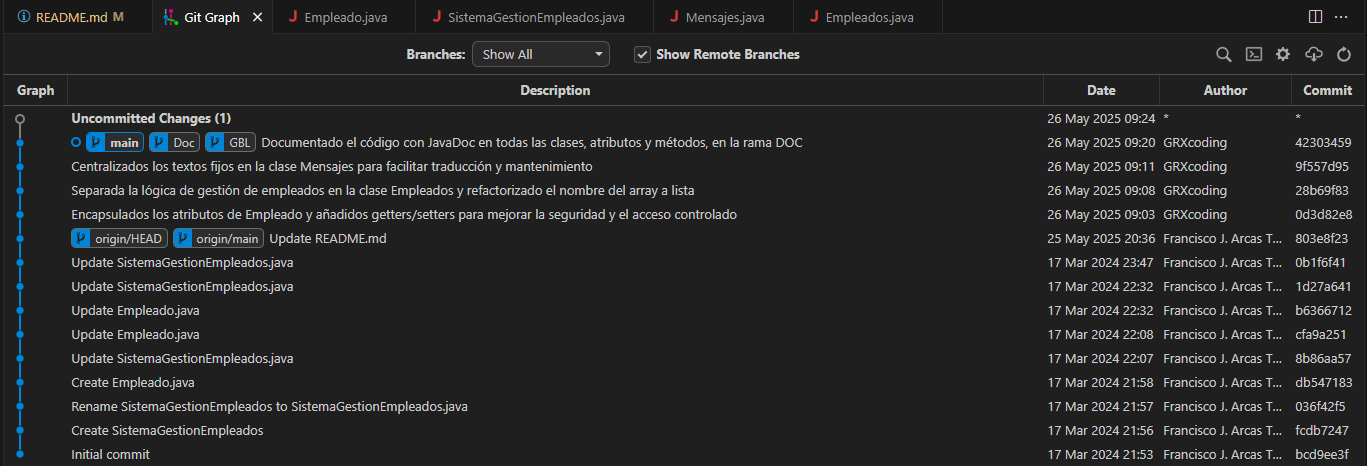 README.md M Git Graph Empleado.java SistemaGestionEmpleados.java Mensajes.java Empleados.java
Branches: Show All Show Remote Branches
Graph Description Date Author Commit
Uncommitted Changes (1) 26 May 2025 09:24 * *
main Doc GBL Documentado el código con JavaDoc en todas las clases, atributos y métodos, en la rama DOC 26 May 2025 09:20 GRXcoding 42303459
Centralizados los textos fijos en la clase Mensajes para facilitar traducción y mantenimiento 26 May 2025 09:11 GRXcoding 9f557d95
Separada la lógica de gestión de empleados en la clase Empleados y refactorizado el nombre del array a lista 26 May 2025 09:08 GRXcoding 28b69f83
Encapsulados los atributos de Empleado y añadidos getters/setters para mejorar la seguridad y el acceso controlado 26 May 2025 09:03 GRXcoding 0d3d82e8
origin/HEAD origin/main Update README.md 25 May 2025 20:36 Francisco J. Arcas T... 803e8f23
Update SistemaGestionEmpleados.java 17 Mar 2024 23:47 Francisco J. Arcas T... 0b1f6f41
Update SistemaGestionEmpleados.java 17 Mar 2024 22:32 Francisco J. Arcas T... 1d27a641
Update Empleado.java 17 Mar 2024 22:32 Francisco J. Arcas T... b6366712
Update Empleado.java 17 Mar 2024 22:08 Francisco J. Arcas T... cfa9a251
Update SistemaGestionEmpleados.java 17 Mar 2024 22:07 Francisco J. Arcas T... 8b86aa57
Create Empleado.java 17 Mar 2024 21:58 Francisco J. Arcas T... db547183
Rename SistemaGestionEmpleados to SistemaGestionEmpleados.java 17 Mar 2024 21:57 Francisco J. Arcas T... 036f42f5
Create SistemaGestionEmpleados 17 Mar 2024 21:56 Francisco J. Arcas T... fcdb7247
Initial commit 17 Mar 2024 21:53 Francisco J. Arcas T... bcd9ee3f